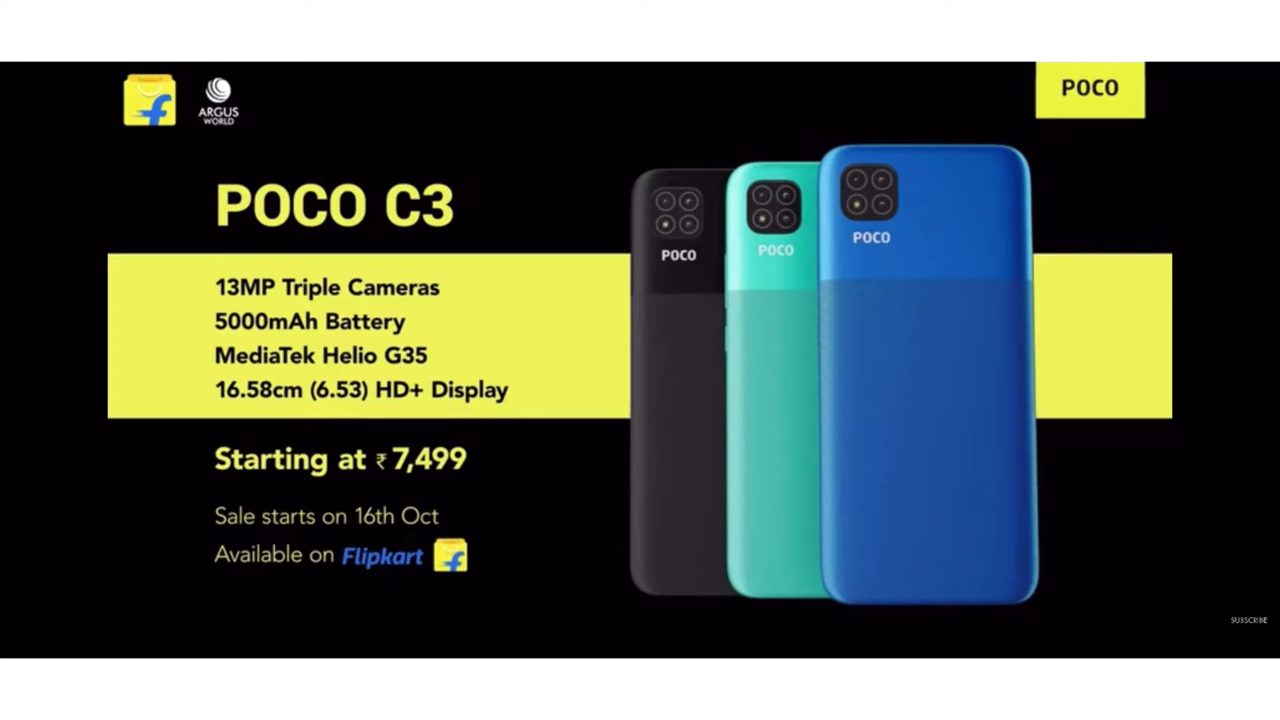 ARGUS
WORLD
POCO
POCO C3
13MP Triple Cameras
5000mAh Battery
MediaTek Helio G35
16.58cm (6.53) HD+ Display
Starting at ₹7,499
Sale starts on 16th Oct
Available on Flipkart
POCO
POCO
POCO
SUBSCRIBE